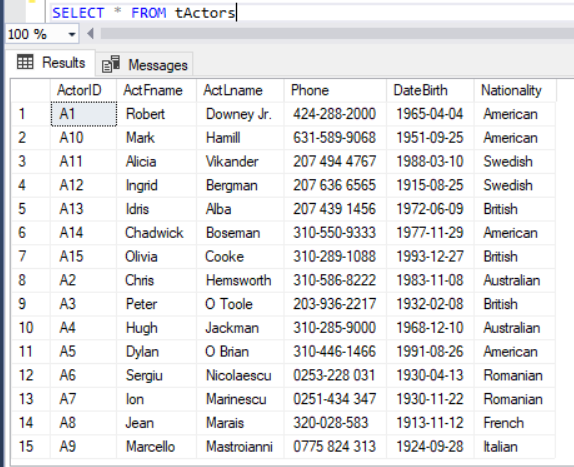 SELECT * FROM tActors
100 %
Results Messages
ActorID ActFname ActLname Phone DateBirth Nationality
1 A1 Robert Downey Jr. 424-288-2000 1965-04-04 American
2 A10 Mark Hamill 631-589-9068 1951-09-25 American
3 A11 Alicia Vikander 207 494 4767 1988-03-10 Swedish
4 A12 Ingrid Bergman 207 636 6565 1915-08-25 Swedish
5 A13 Idris Alba 207 439 1456 1972-06-09 British
6 A14 Chadwick Boseman 310-550-9333 1977-11-29 American
7 A15 Olivia Cooke 310-289-1088 1993-12-27 British
8 A2 Chris Hemsworth 310-586-8222 1983-11-08 Australian
9 A3 Peter O Toole 203-936-2217 1932-02-08 British
10 A4 Hugh Jackman 310-285-9000 1968-12-10 Australian
11 A5 Dylan O Brian 310-446-1466 1991-08-26 American
12 A6 Sergiu Nicolaescu 0253-228 031 1930-04-13 Romanian
13 A7 Ion Marinescu 0251-434 347 1930-11-22 Romanian
14 A8 Jean Marais 320-028-583 1913-11-12 French
15 A9 Marcello Mastroianni 0775 824 313 1924-09-28 Italian